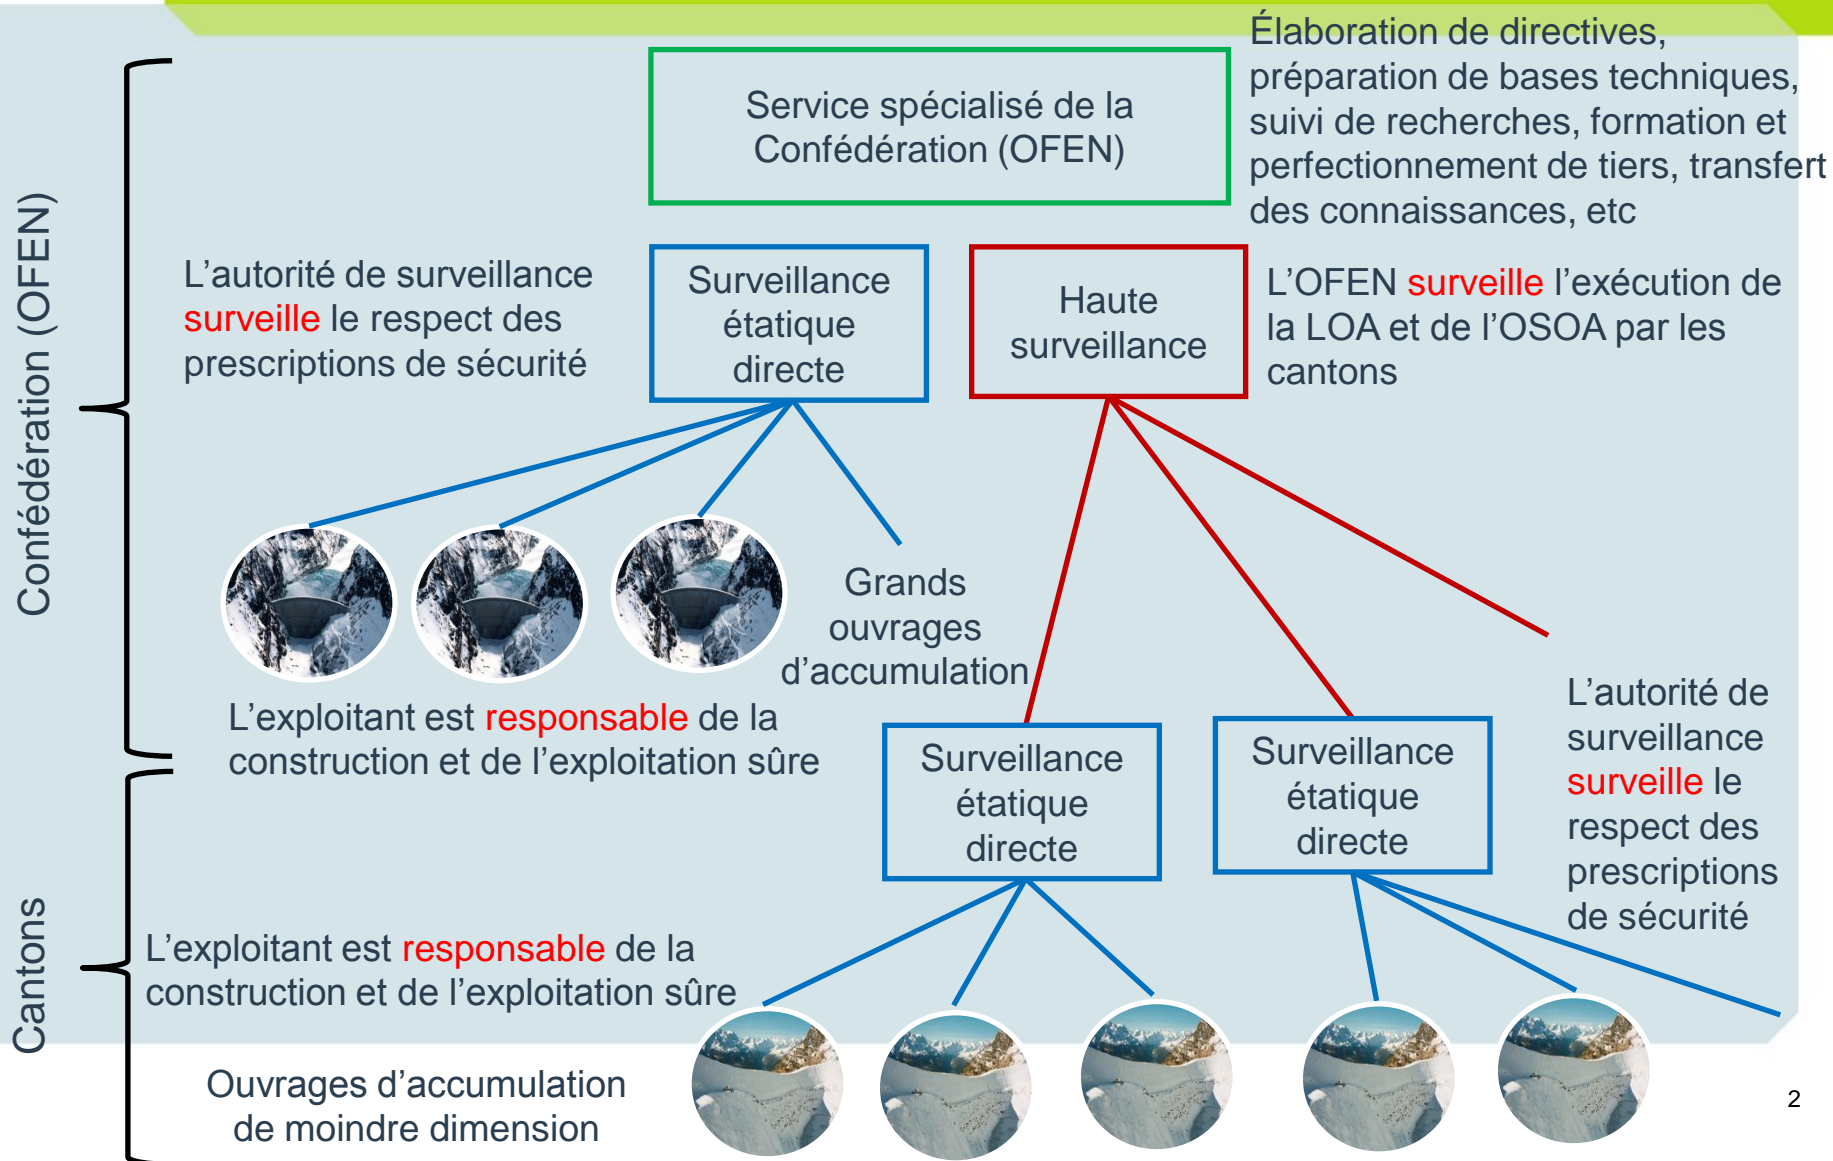 Service spécialisé de la
Confédération (OFEN)
Élaboration de directives,
préparation de bases techniques,
suivi de recherches, formation et
perfectionnement de tiers, transfert
des connaissances, etc
Confédération (OFEN)
L’autorité de surveillance
surveille le respect des
prescriptions de sécurité
Surveillance
étatique
directe
Haute
surveillance
L’OFEN surveille l’exécution de
la LOA et de l’OSOA par les
cantons
Grands
ouvrages
d’accumulation
L’exploitant est responsable de la
construction et de l’exploitation sûre
Surveillance
étatique
directe
Surveillance
étatique
directe
L’autorité de
surveillance
surveille le
respect des
prescriptions
de sécurité
Cantons
L’exploitant est responsable de la
construction et de l’exploitation sûre
Ouvrages d’accumulation
de moindre dimension
2